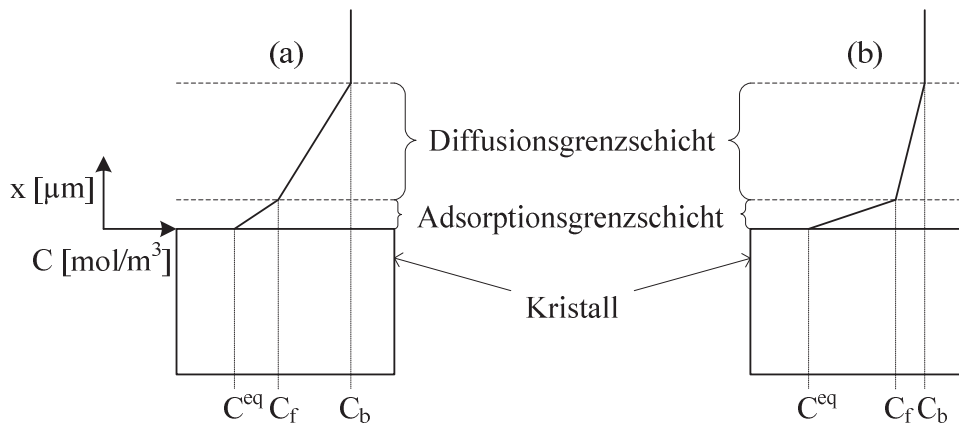 (a)
(b)
Diffusionsgrenzschicht
x [µm]
Adsorptionsgrenzschicht
C [mol/m³]
Kristall
C^eq C_f C_b
C^eq C_f C_b